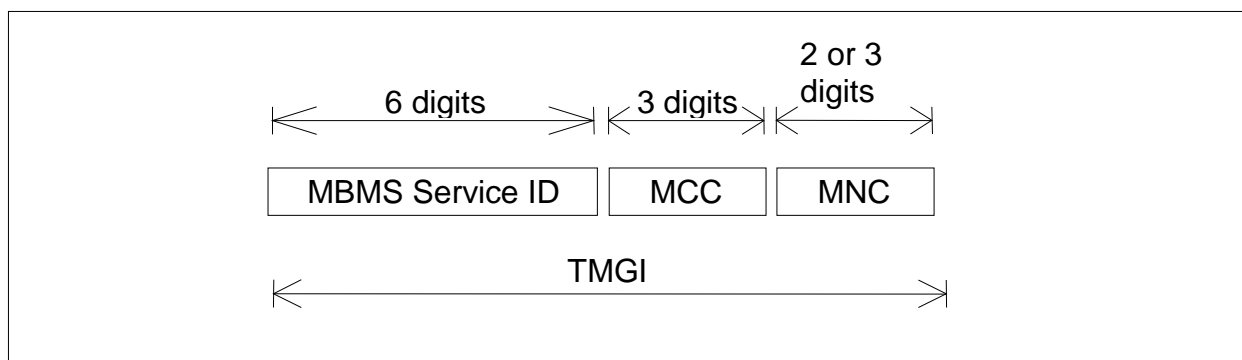 2 or 3
digits
6 digits
3 digits
MBMS Service ID
MCC
MNC
TMGI